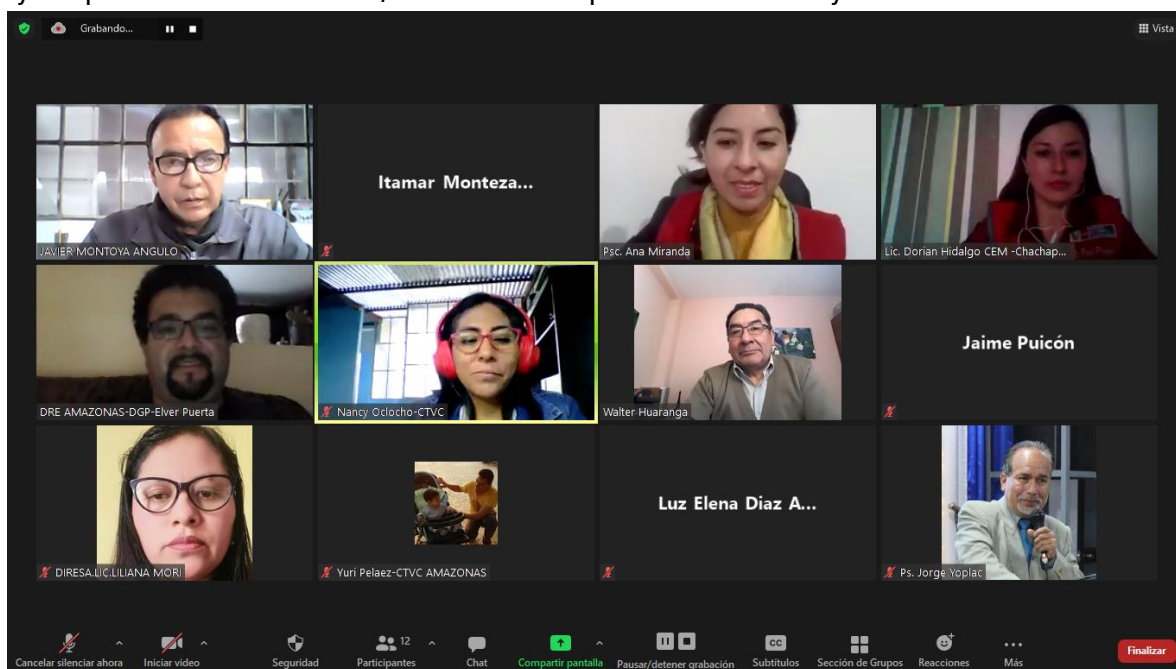 Grabando...
Vista
JAVIER MONTOYA ANGULO
Itamar Monteza...
Psc. Ana Miranda
Lic. Dorian Hidalgo CEM -Chachap...
DRE AMAZONAS-DGP-Elver Puerta
Nancy Oclocho-CTVC
Walter Huaranga
Jaime Puicón
DIRESA.LIC.LILIANA MORI
Yuri Pelaez-CTVC AMAZONAS
Luz Elena Diaz A...
Ps. Jorge Yoplac
12
CC
Cancelar silenciar ahora
Iniciar video
Seguridad
Participantes
Chat
Compartir pantalla
Pausar/detener grabación
Subtítulos
Sección de Grupos
Reacciones
Más
Finalizar